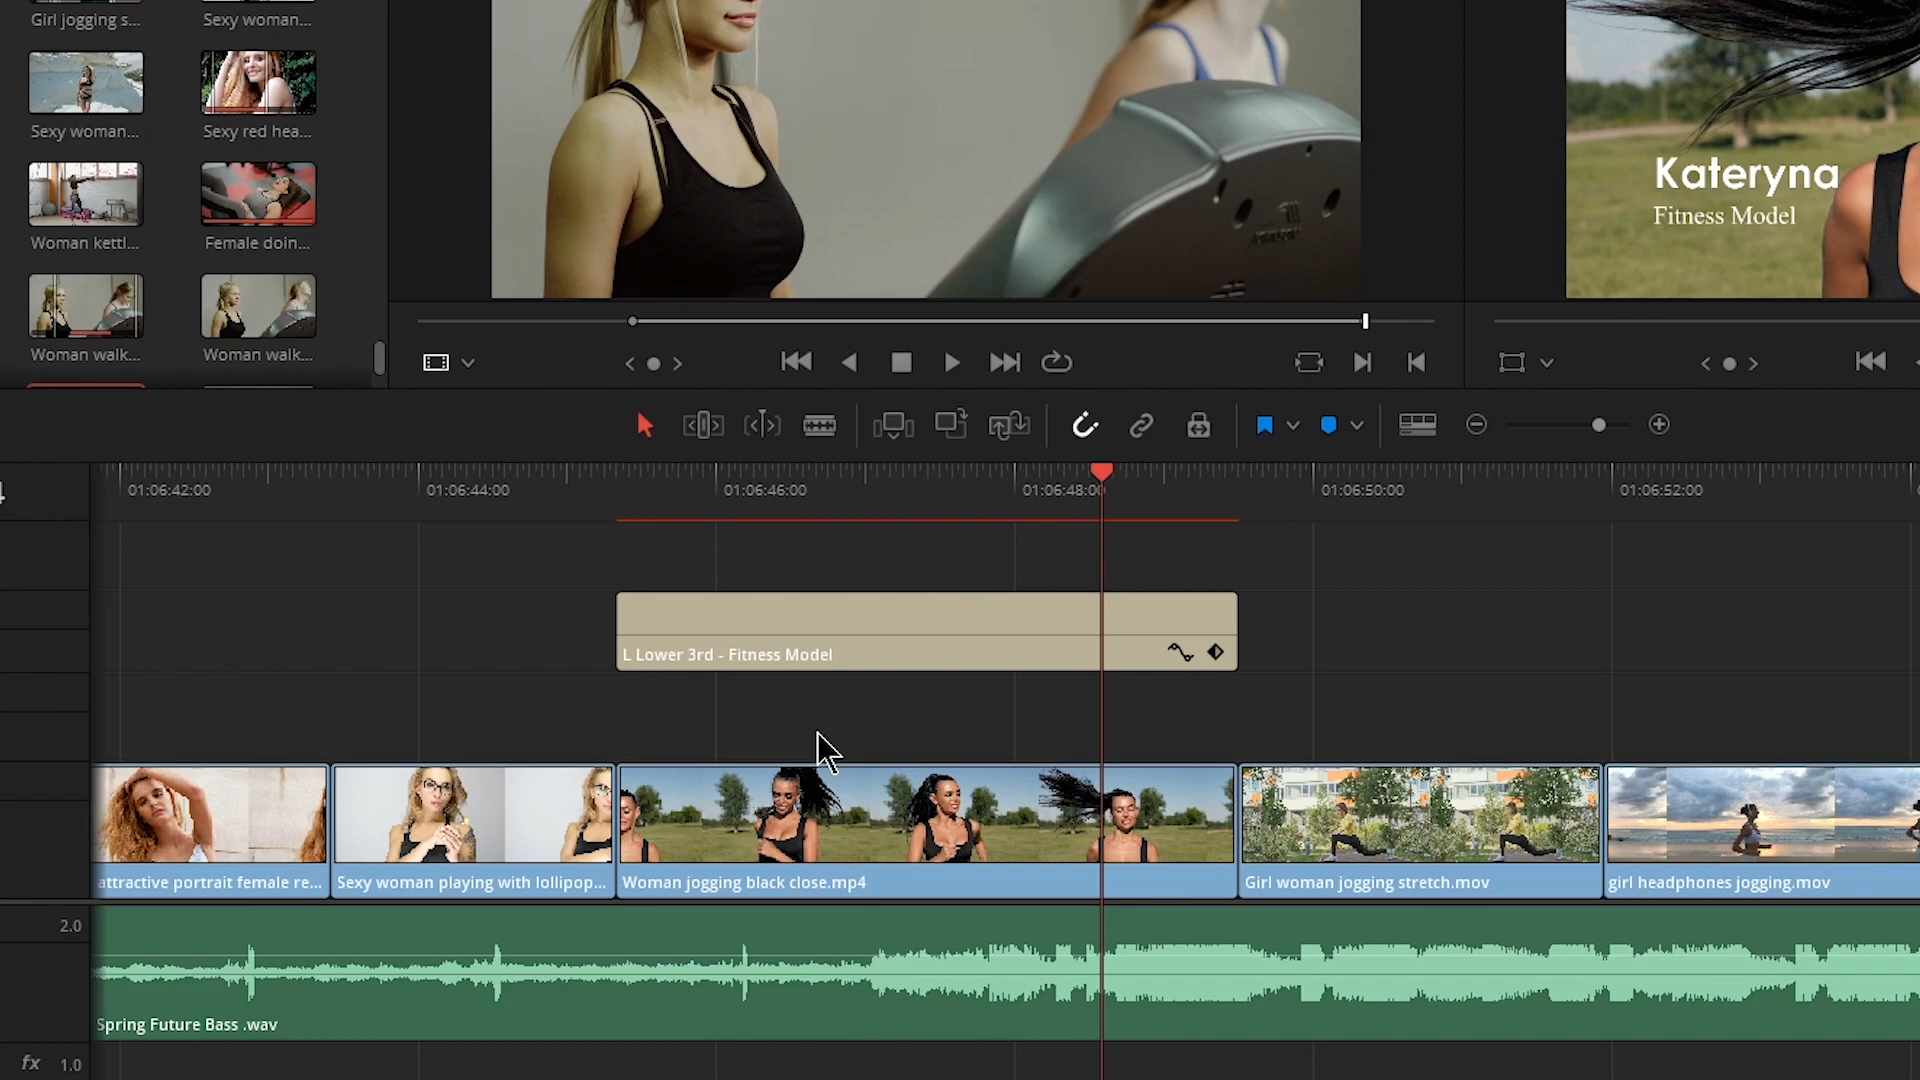 Girl jogging s...
Sexy woman...
Sexy woman...
Sexy red hea...
Woman kettl...
Female doin...
Woman walk...
Woman walk...
Kateryna
Fitness Model
01:06:42:00
01:06:44:00
01:06:46:00
01:06:48:00
01:06:50:00
01:06:52:00
L Lower 3rd - Fitness Model
attractive portrait female re...
Sexy woman playing with lollipop...
Woman jogging black close.mp4
Girl woman jogging stretch.mov
girl headphones jogging.mov
2.0
Spring Future Bass .wav
fx 1.0